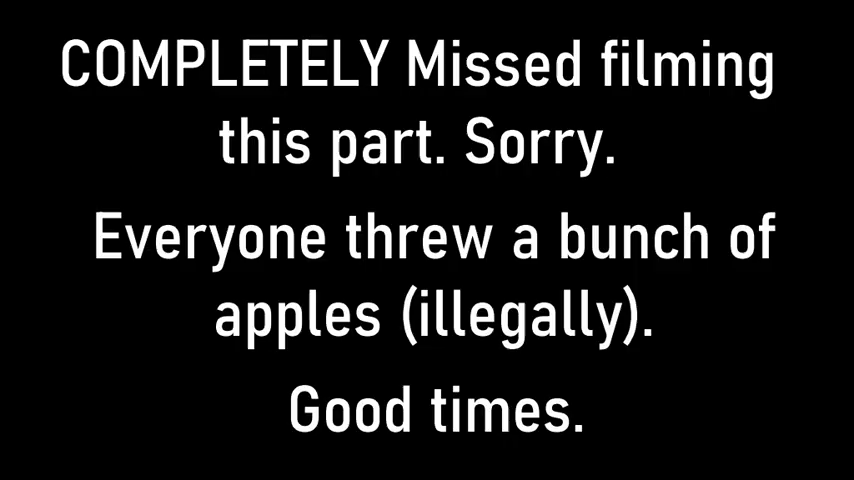 COMPLETELY Missed filming
this part. Sorry.
Everyone threw a bunch of
apples (illegally).
Good times.